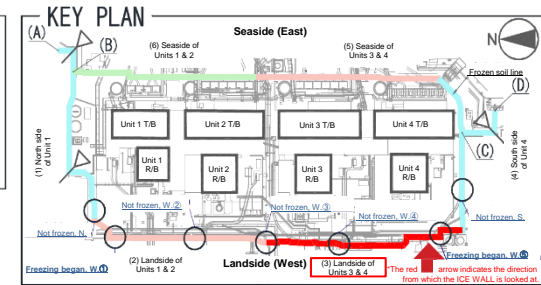 KEY PLAN
(A)
(B)
Seaside (East)
(6) Seaside of
Units 1 & 2
(5) Seaside of
Units 3 & 4
N
Frozen soil line
(D)
(1) North side
of Unit 1
Unit 1 T/B
Unit 2 T/B
Unit 3 T/B
Unit 4 T/B
(C)
(4) South side
of Unit 4
Unit 1
R/B
Unit 2
R/B
Unit 3
R/B
Unit 4
R/B
Not frozen, W.②
Not frozen, W.③
Not frozen, W.④
Not frozen, S.
Not frozen, N.
Freezing began, W.①
(2) Landside of
Units 1 & 2
Landside (West)
(3) Landside of
Units 3 & 4
Freezing began, W.⑤
*The red arrow indicates the direction
from which the ICE WALL is looked at.